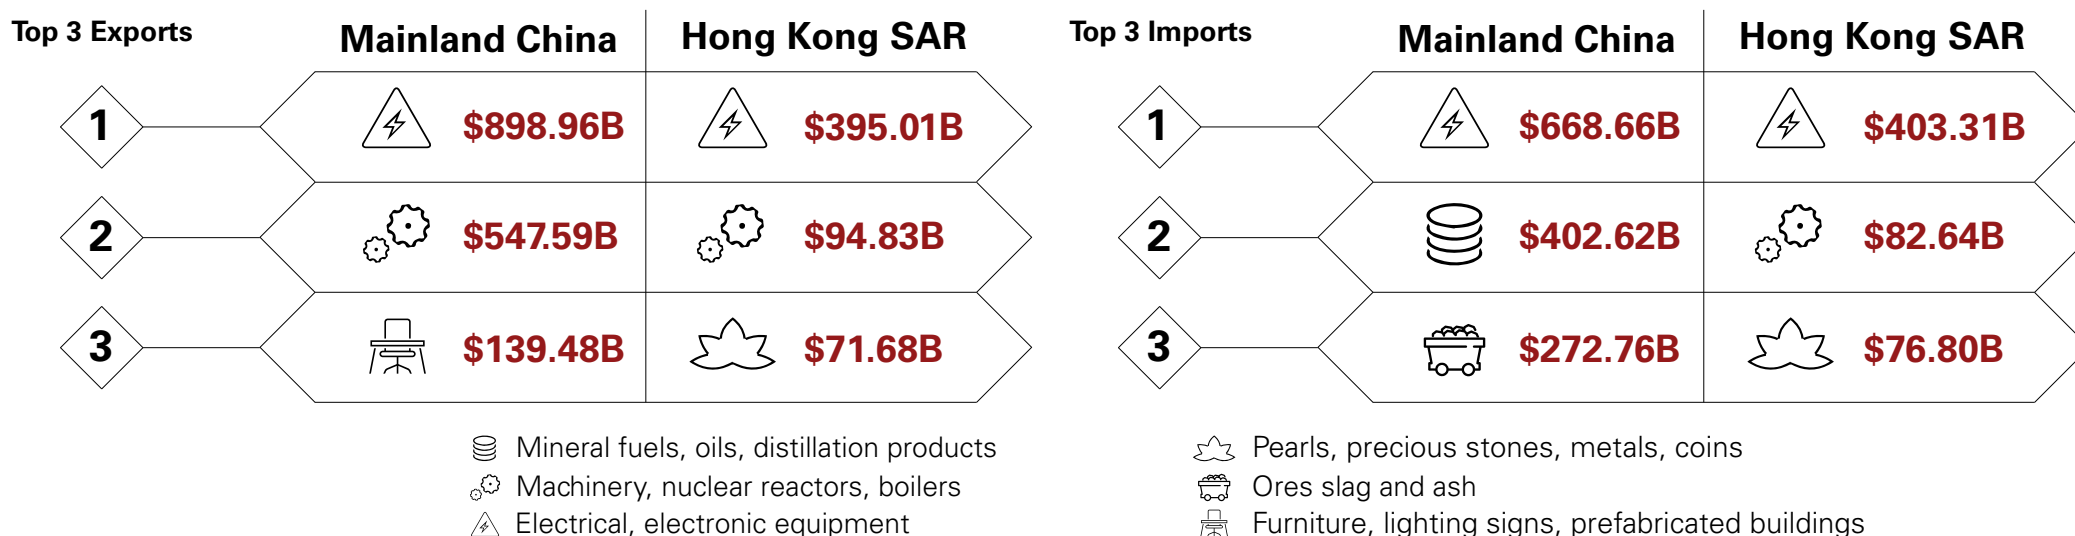 Top 3 Exports
Mainland China
Hong Kong SAR
1
$898.96B
$395.01B
2
$547.59B
$94.83B
3
$139.48B
$71.68B
Top 3 Imports
Mainland China
Hong Kong SAR
1
$668.66B
$403.31B
2
$402.62B
$82.64B
3
$272.76B
$76.80B
Mineral fuels, oils, distillation products
Machinery, nuclear reactors, boilers
Electrical, electronic equipment
Pearls, precious stones, metals, coins
Ores slag and ash
Furniture, lighting signs, prefabricated buildings